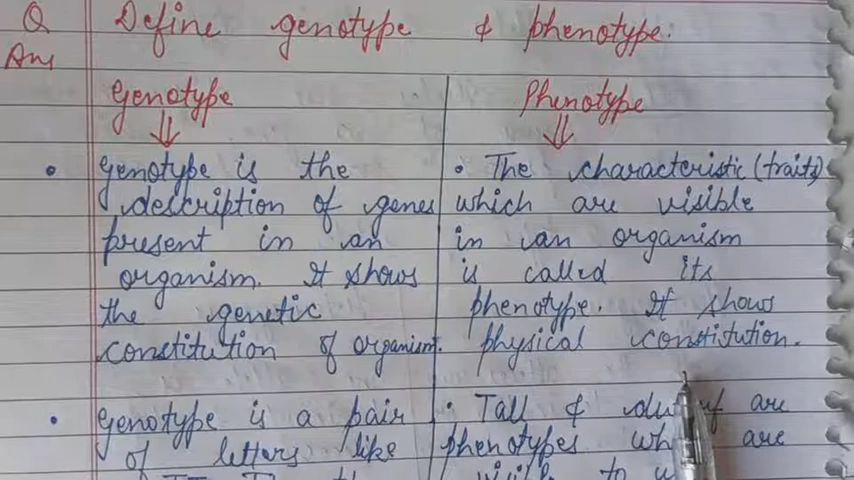 Q Define genotype & phenotype.
Ans
Genotype
• genotype is the
description of genes
present in an
organism. It shows
the genetic
constitution of organism.
• genotype is a pair
of letters like
Phenotype
• The characteristic (traits)
which are visible
in an organism
is called its
phenotype. It shows
physical constitution.
• Tall & are
phenotypes are
to